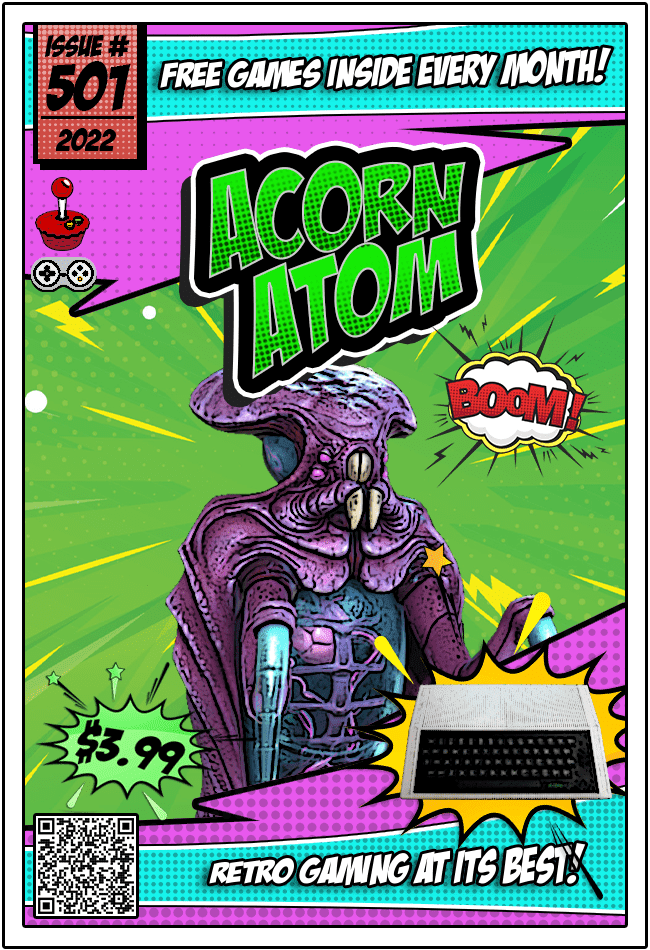 ISSUE #
501
2022
FREE GAMES INSIDE EVERY MONTH!
ACORN
ATOM
BOOM!
$3.99
RETRO GAMING AT ITS BEST!